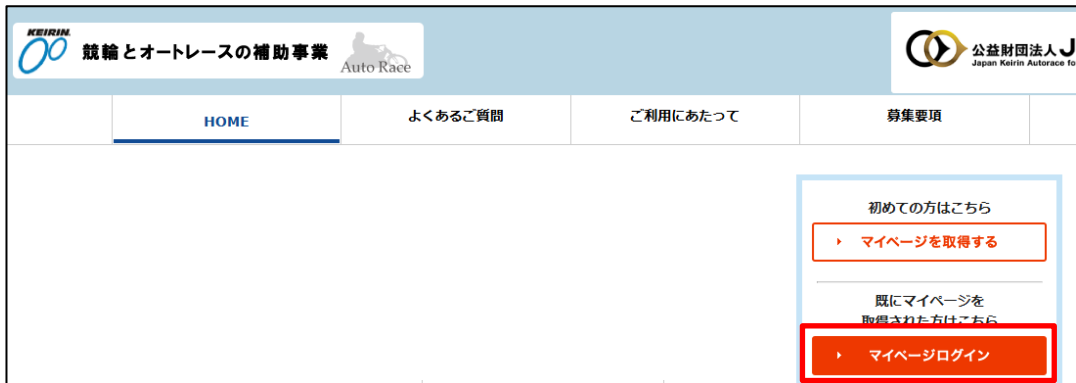 KEIRIN
競輪とオートレースの補助事業
Auto Race
公益財団法人J
Japan Keirin Autorace fo
HOME
よくあるご質問
ご利用にあたって
募集要項
初めての方はこちら
マイページを取得する
既にマイページを
取得された方はこちら
マイページログイン